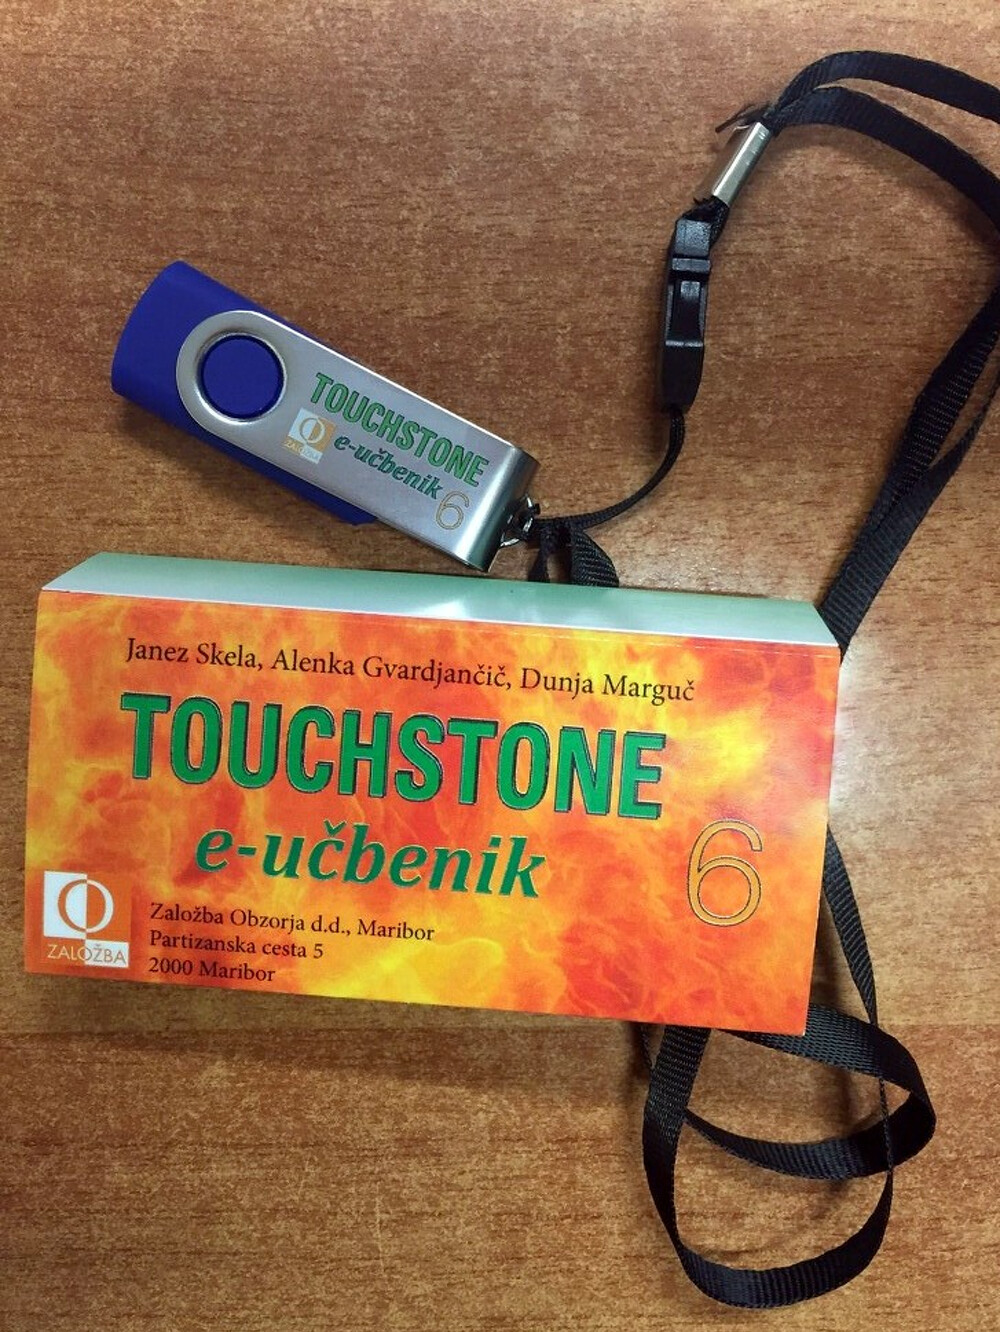 TOUCHSTONE
ZALOŽBA
e-učbenik
6
Janez Skela, Alenka Gvardjančič, Dunja Marguč
TOUCHSTONE
e-učbenik
6
ZALOŽBA
Založba Obzorja d.d., Maribor
Partizanska cesta 5
2000 Maribor